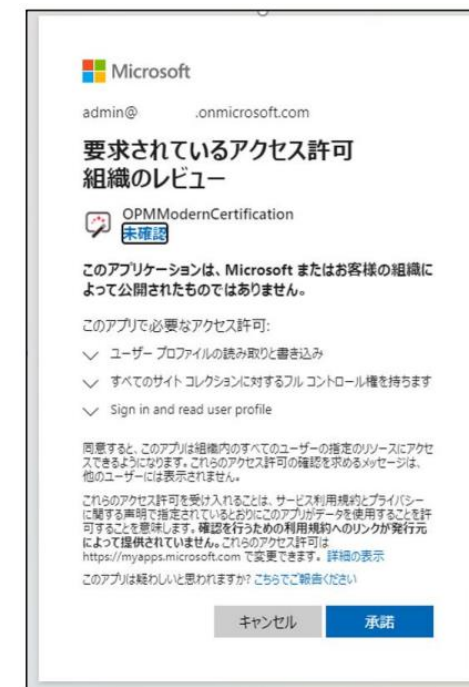 Microsoft
admin@ .onmicrosoft.com
要求されているアクセス許可
組織のレビュー
OPMModernCertification
未確認
このアプリケーションは、Microsoft またはお客様の組織に
よって公開されたものではありません。
このアプリで必要なアクセス許可:
ユーザー プロファイルの読み取りと書き込み
すべてのサイト コレクションに対するフル コントロール権を持ちます
Sign in and read user profile
同意すると、このアプリは組織内のすべてのユーザーの指定のリソースにアクセ
スできるようになります。これらのアクセス許可の確認を求めるメッセージは、
他のユーザーには表示されません。
これらのアクセス許可を受け入れることは、サービス利用規約とプライバシー
に関する声明で指定されているとおりにこのアプリがデータを使用することを許
可することを意味します。確認を行うための利用規約へのリンクが発行元
によって提供されていません。これらのアクセス許可は
https://myapps.microsoft.com で変更できます。詳細の表示
このアプリは疑わしいと思われますか? こちらでご報告ください
キャンセル 承諾